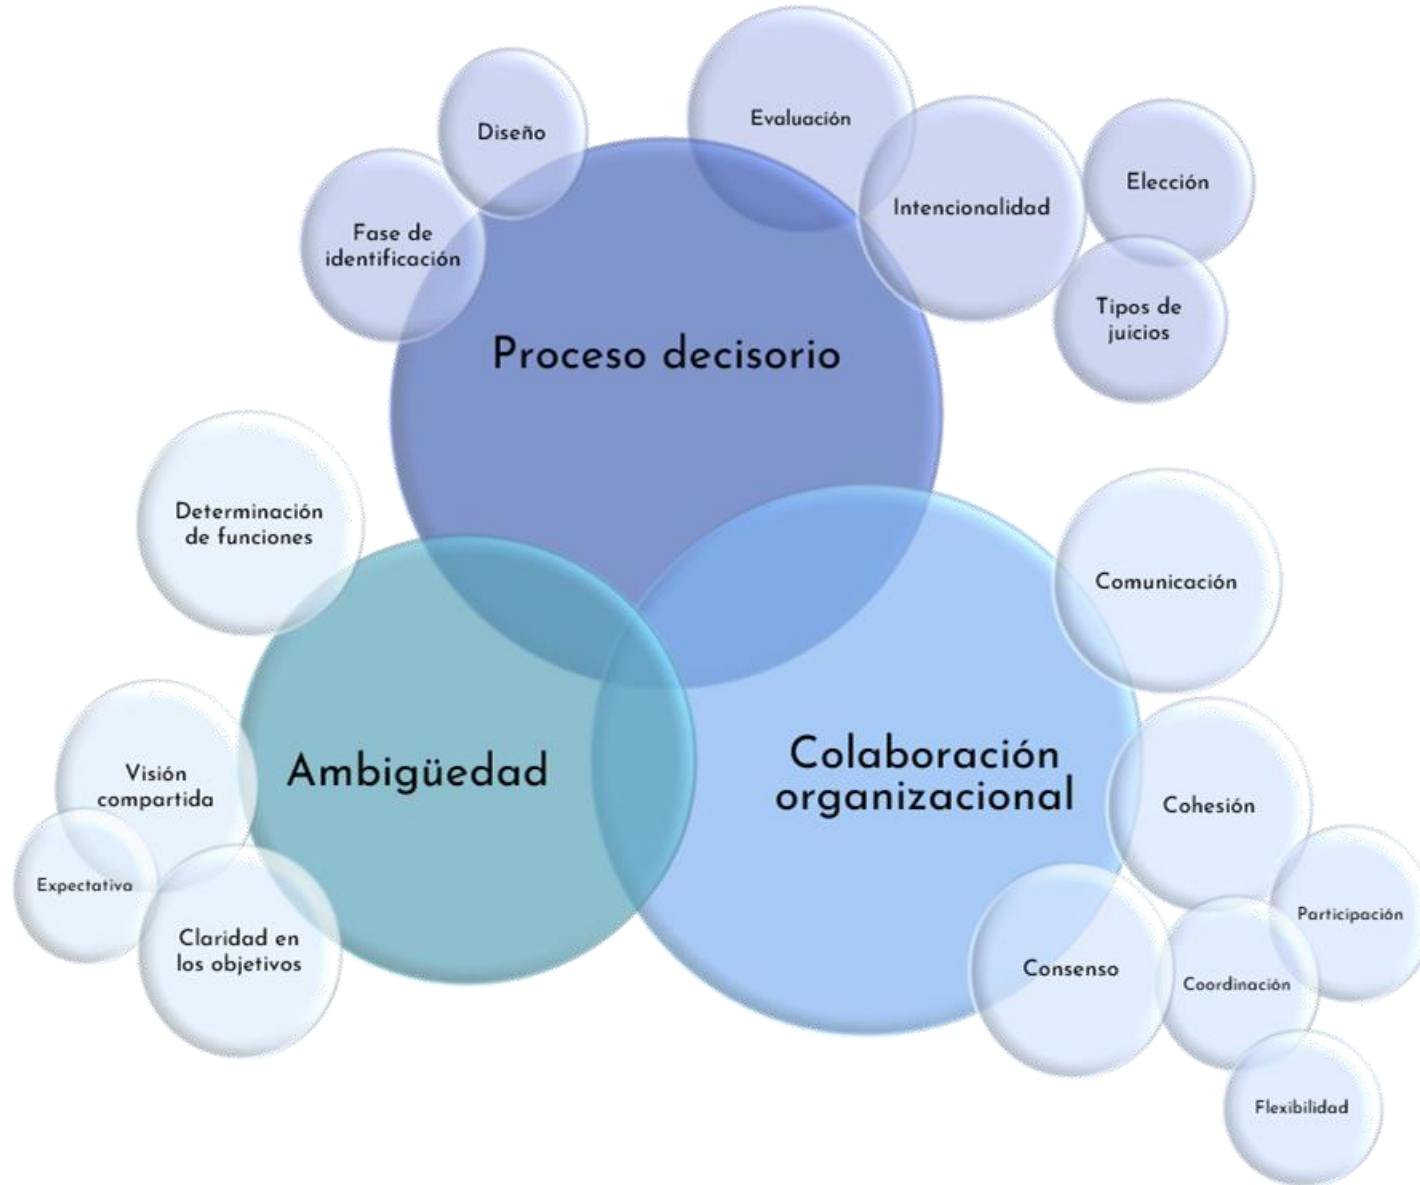 Diseño
Evaluación
Elección
Intencionalidad
Fase de
identificación
Tipos de
juicios
Proceso decisorio
Determinación
de funciones
Comunicación
Ambigüedad
Colaboración
organizacional
Visión
compartida
Cohesión
Expectativa
Participación
Claridad en
los objetivos
Consenso
Coordinación
Flexibilidad